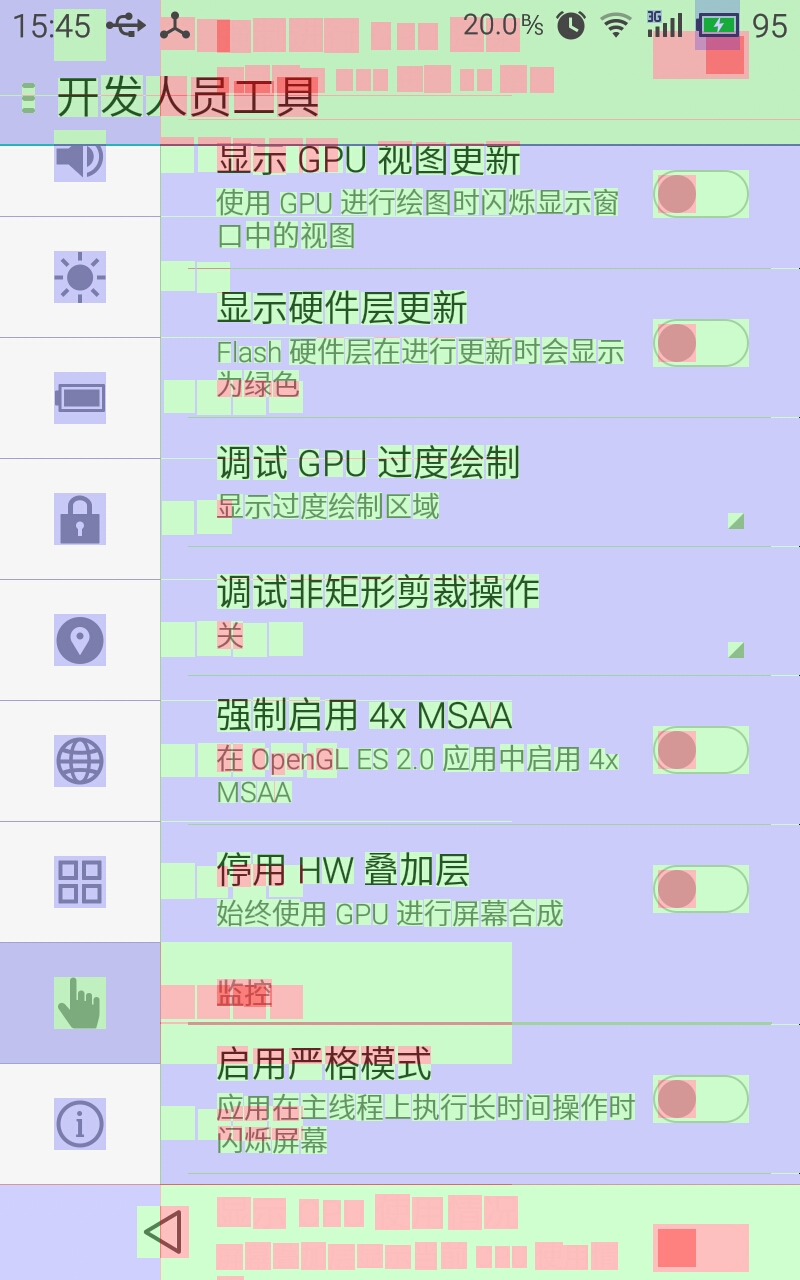 15:45 20.0 B/s 3G 95
开发人员工具
显示 GPU 视图更新
使用 GPU 进行绘图时闪烁显示窗
口中的视图
显示硬件层更新
Flash 硬件层在进行更新时会显示
为绿色
调试 GPU 过度绘制
显示过度绘制区域
调试非矩形剪裁操作
关
强制启用 4x MSAA
在 OpenGL ES 2.0 应用中启用 4x
MSAA
停用 HW 叠加层
始终使用 GPU 进行屏幕合成
监控
启用严格模式
应用在主线程上执行长时间操作时
闪烁屏幕